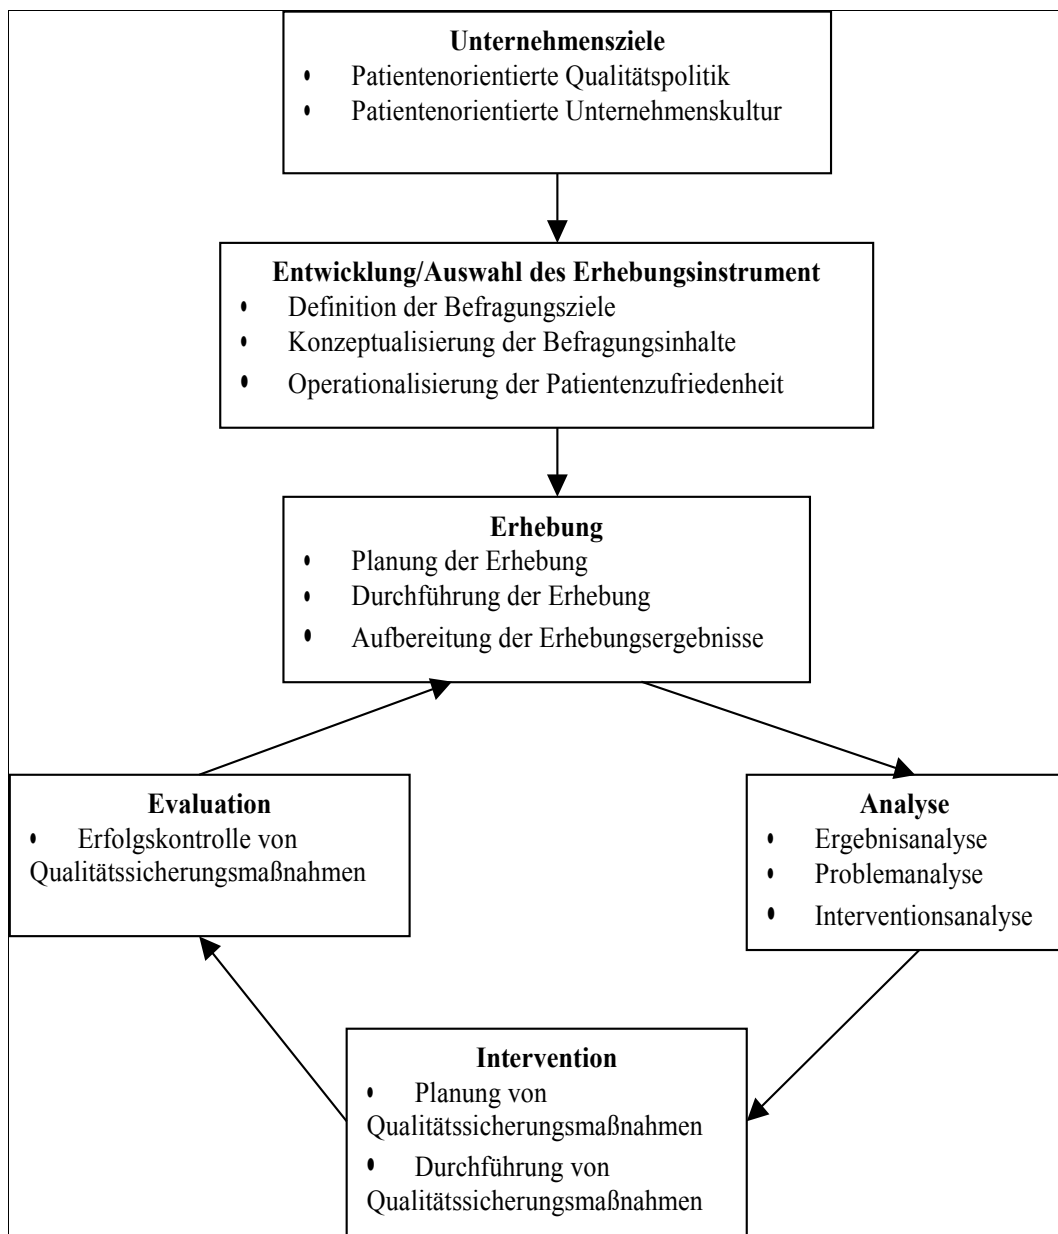 Unternehmensziele
• Patientenorientierte Qualitätspolitik
• Patientenorientierte Unternehmenskultur
Entwicklung/Auswahl des Erhebungsinstrument
• Definition der Befragungsziele
• Konzeptualisierung der Befragungsinhalte
• Operationalisierung der Patientenzufriedenheit
Erhebung
• Planung der Erhebung
• Durchführung der Erhebung
• Aufbereitung der Erhebungsergebnisse
Evaluation
• Erfolgskontrolle von
Qualitätssicherungsmaßnahmen
Analyse
• Ergebnisanalyse
• Problemanalyse
• Interventionsanalyse
Intervention
• Planung von
Qualitätssicherungsmaßnahmen
• Durchführung von
Qualitätssicherungsmaßnahmen